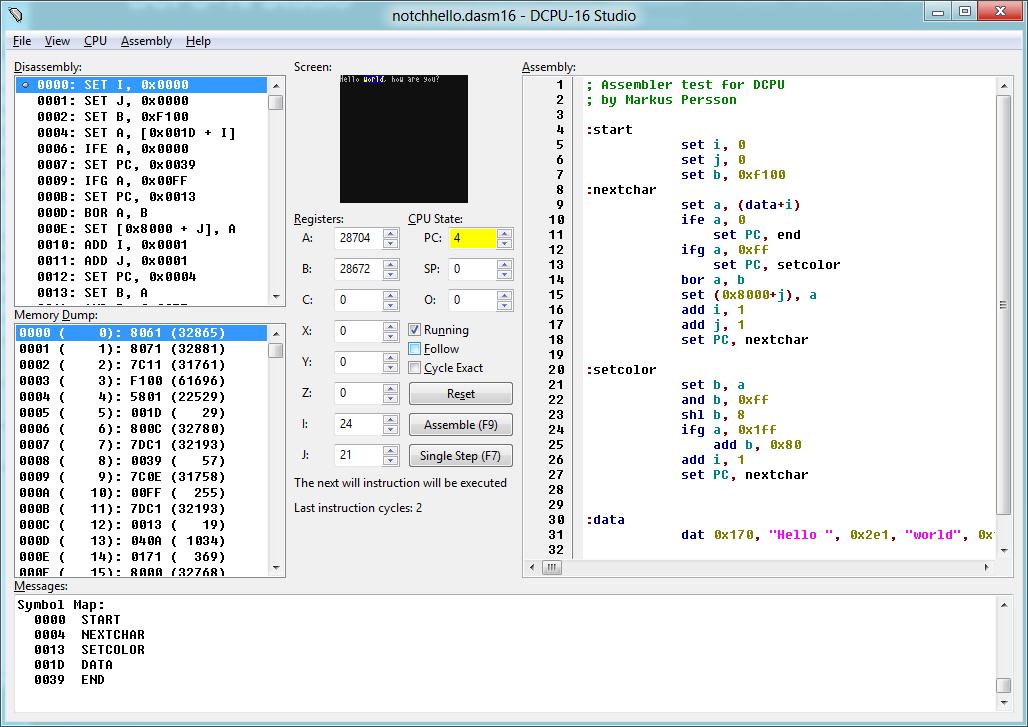 notchhello.dasm16 - DCPU-16 Studio
File View CPU Assembly Help
Disassembly:
0000: SET I, 0x0000
0001: SET J, 0x0000
0002: SET B, 0xF100
0004: SET A, [0x001D + I]
0006: IFE A, 0x0000
0007: SET PC, 0x0039
0009: IFG A, 0x00FF
000B: SET PC, 0x0013
000D: BOR A, B
000E: SET [0x8000 + J], A
0010: ADD I, 0x0001
0011: ADD J, 0x0001
0012: SET PC, 0x0004
0013: SET B, A
Memory Dump:
0000 ( 0): 8061 (32865)
0001 ( 1): 8071 (32881)
0002 ( 2): 7C11 (31761)
0003 ( 3): F100 (61696)
0004 ( 4): 5801 (22529)
0005 ( 5): 001D ( 29)
0006 ( 6): 800C (32780)
0007 ( 7): 7DC1 (32193)
0008 ( 8): 0039 ( 57)
0009 ( 9): 7C0E (31758)
000A ( 10): 00FF ( 255)
000B ( 11): 7DC1 (32193)
000C ( 12): 0013 ( 19)
000D ( 13): 040A ( 1034)
000E ( 14): 0171 ( 369)
000F ( 15): 8000 (32768)
Screen:
Hello world, how are you?
Registers:
A: 28704
B: 28672
C: 0
X: 0
Y: 0
Z: 0
I: 24
J: 21
CPU State:
PC: 4
SP: 0
O: 0
Running
Follow
Cycle Exact
Reset
Assemble (F9)
Single Step (F7)
The next will instruction will be executed
Last instruction cycles: 2
Assembly:
1 ; Assembler test for DCPU
2 ; by Markus Persson
3
4 :start
5 set i, 0
6 set j, 0
7 set b, 0xf100
8 :nextchar
9 set a, (data+i)
10 ife a, 0
11 set PC, end
12 ifg a, 0xff
13 set PC, setcolor
14 bor a, b
15 set (0x8000+j), a
16 add i, 1
17 add j, 1
18 set PC, nextchar
19
20 :setcolor
21 set b, a
22 and b, 0xff
23 shl b, 8
24 ifg a, 0x1ff
25 add b, 0x80
26 add i, 1
27 set PC, nextchar
28
29
30 :data
31 dat 0x170, "Hello ", 0x2e1, "world", 0x
32
Messages:
Symbol Map:
0000 START
0004 NEXTCHAR
0013 SETCOLOR
001D DATA
0039 END